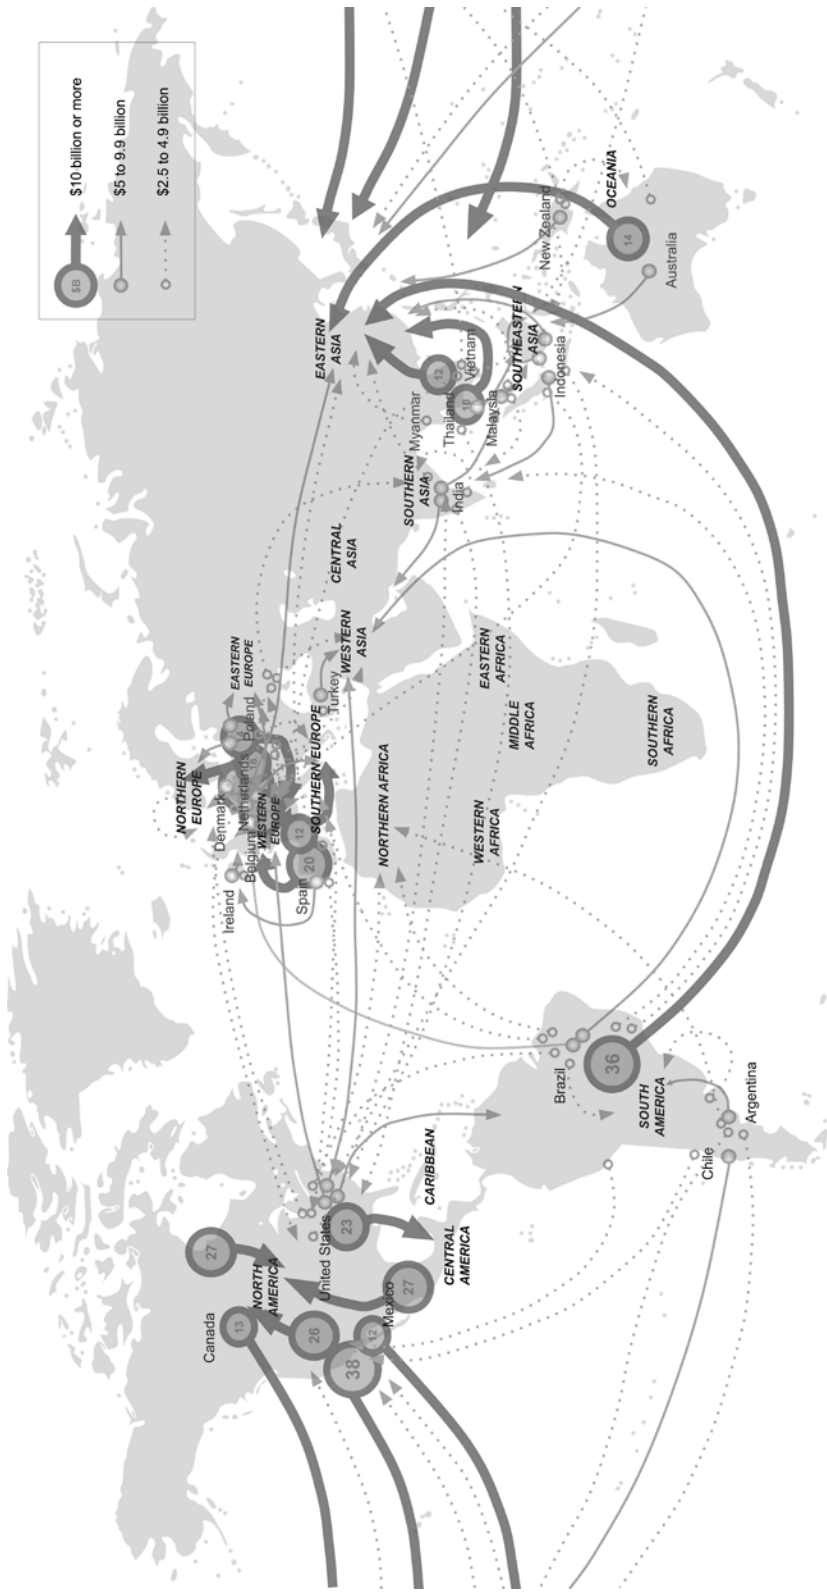 $B
$10 billion or more
$5 to 9.9 billion
$2.5 to 4.9 billion
Canada
13
27
NORTH
AMERICA
26
38
12
Mexico
27
United States
23
CENTRAL
AMERICA
CARIBBEAN
Chile
Argentina
SOUTH
AMERICA
Brazil
36
Ireland
Belgium
Netherlands
Denmark
Poland
NORTHERN
EUROPE
EASTERN
EUROPE
WESTERN
EUROPE
Spain
20
12
SOUTHERN EUROPE
Turkey
NORTHERN AFRICA
WESTERN
AFRICA
MIDDLE
AFRICA
EASTERN
AFRICA
SOUTHERN
AFRICA
WESTERN
ASIA
CENTRAL
ASIA
SOUTHERN
ASIA
India
EASTERN
ASIA
Myanmar
Thailand
10
12
Vietnam
Malaysia
SOUTHEASTERN
ASIA
Indonesia
New Zealand
OCEANIA
14
Australia